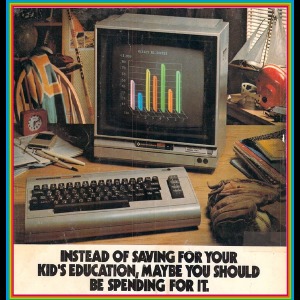 INSTEAD OF SAVING FOR YOUR
KID'S EDUCATION, MAYBE YOU SHOULD
BE SPENDING FOR IT.